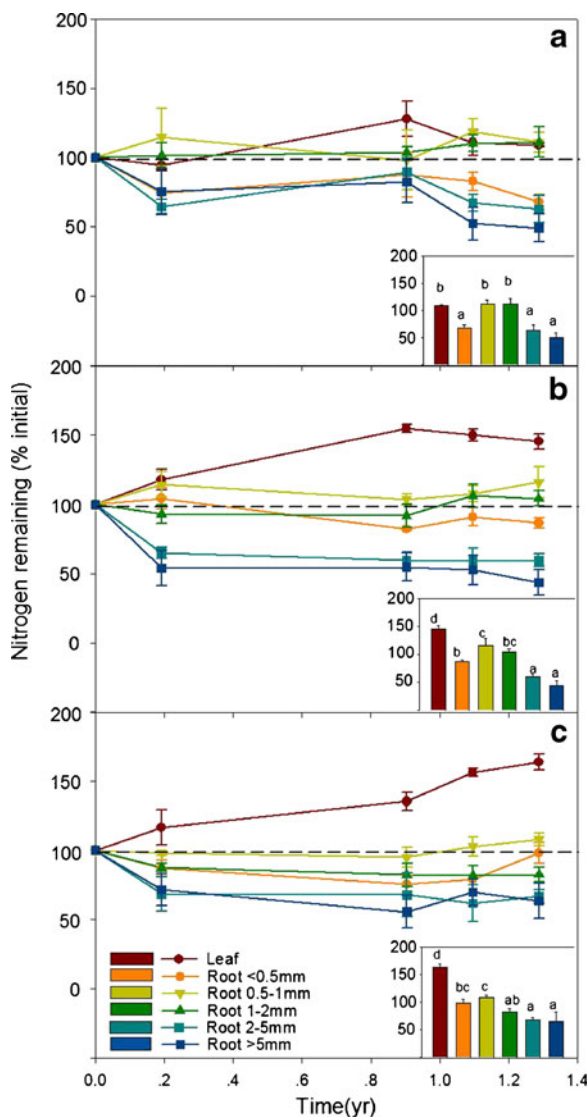 200
a
150
100
50
0
200
150
100
50
b
b b
a
a a
Nitrogen remaining (% initial)
200
b
150
100
50
0
200
150
100
50
d
b
c
bc
a a
200
c
150
100
50
0
200
150
100
50
d
bc
c
ab
a a
Leaf
Root <0.5mm
Root 0.5-1mm
Root 1-2mm
Root 2-5mm
Root >5mm
0.0 .2 .4 .6 .8 1.0 1.2 1.4
Time(yr)